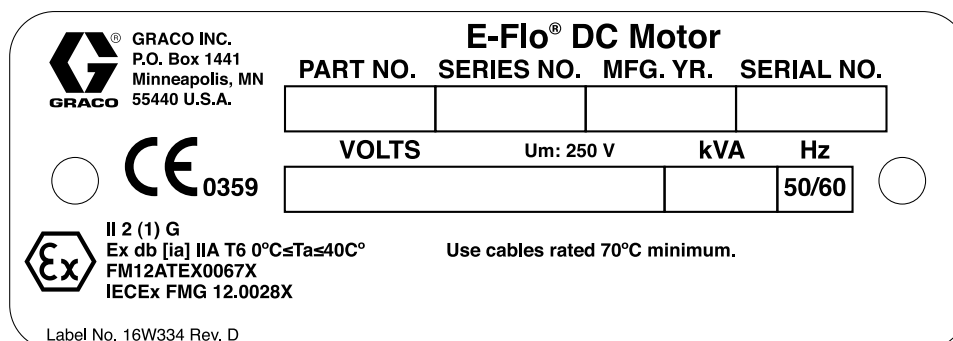 GRACO INC.
P.O. Box 1441
Minneapolis, MN
55440 U.S.A.
®
GRACO
E-Flo® DC Motor
PART NO. SERIES NO. MFG. YR. SERIAL NO.
VOLTS Um: 250 V kVA Hz
50/60
CE 0359
II 2 (1) G
Ex db [ia] IIA T6 0°C≤Ta≤40C°
FM12ATEX0067X
IECEx FMG 12.0028X
Ex
Use cables rated 70°C minimum.
Label No. 16W334 Rev. D